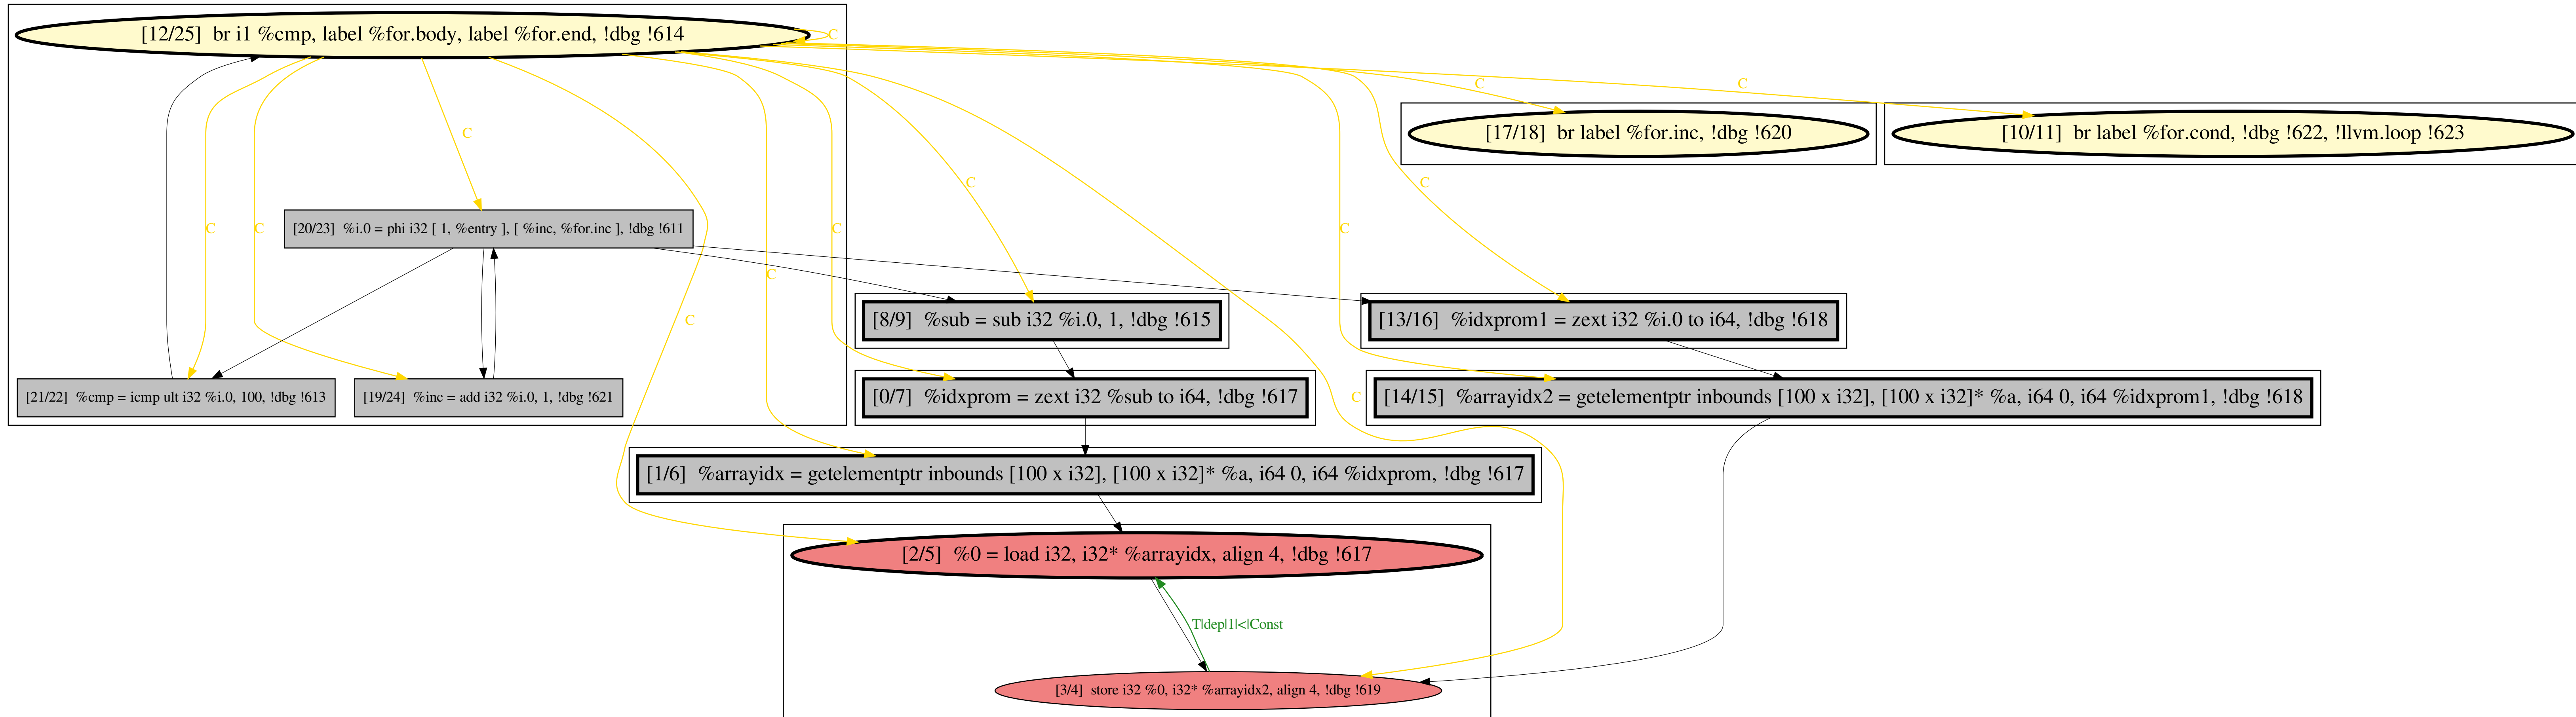 [12/25]  br i1 %cmp, label %for.body, label %for.end, !dbg !614
C
C
C
[17/18]  br label %for.inc, !dbg !620
[10/11]  br label %for.cond, !dbg !622, !llvm.loop !623
C
C
C
C
C
[20/23]  %i.0 = phi i32 [ 1, %entry ], [ %inc, %for.inc ], !dbg !611
C
C
C
C
[8/9]  %sub = sub i32 %i.0, 1, !dbg !615
[13/16]  %idxprom1 = zext i32 %i.0 to i64, !dbg !618
[21/22]  %cmp = icmp ult i32 %i.0, 100, !dbg !613
[19/24]  %inc = add i32 %i.0, 1, !dbg !621
[0/7]  %idxprom = zext i32 %sub to i64, !dbg !617
C
[14/15]  %arrayidx2 = getelementptr inbounds [100 x i32], [100 x i32]* %a, i64 0, i64 %idxprom1, !dbg !618
[1/6]  %arrayidx = getelementptr inbounds [100 x i32], [100 x i32]* %a, i64 0, i64 %idxprom, !dbg !617
[2/5]  %0 = load i32, i32* %arrayidx, align 4, !dbg !617
T|dep|1|<|Const
[3/4]  store i32 %0, i32* %arrayidx2, align 4, !dbg !619